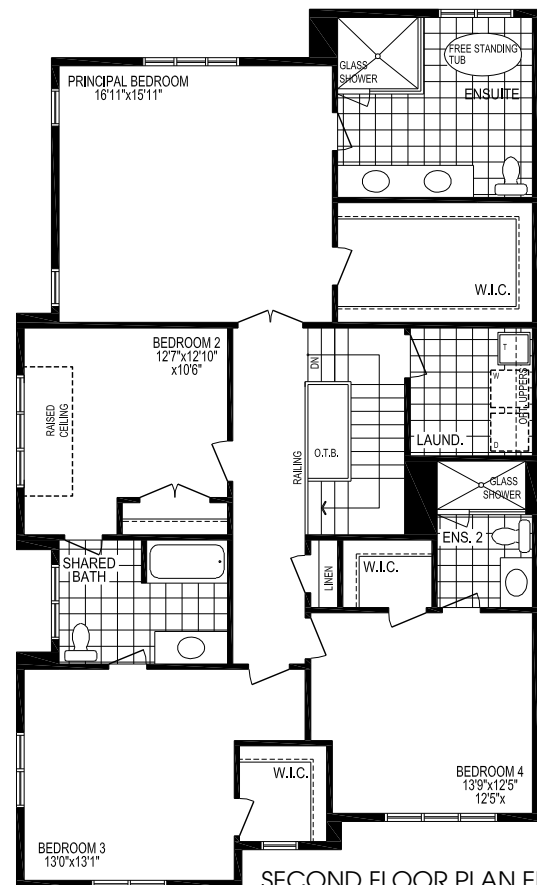 PRINCIPAL BEDROOM
16'11"x15'11"
GLASS
SHOWER
FREE STANDING
TUB
ENSUITE
W.I.C.
BEDROOM 2
12'7"x12'10"
x10'6"
RAISED
CEILING
DN
RAILING
O.T.B.
T
W
D
OPT. UPPERS
LAUND.
GLASS
SHOWER
ENS. 2
SHARED
BATH
LINEN
W.I.C.
W.I.C.
BEDROOM 4
13'9"x12'5"
12'5"x
BEDROOM 3
13'0"x13'1"
SECOND FLOOR PLAN